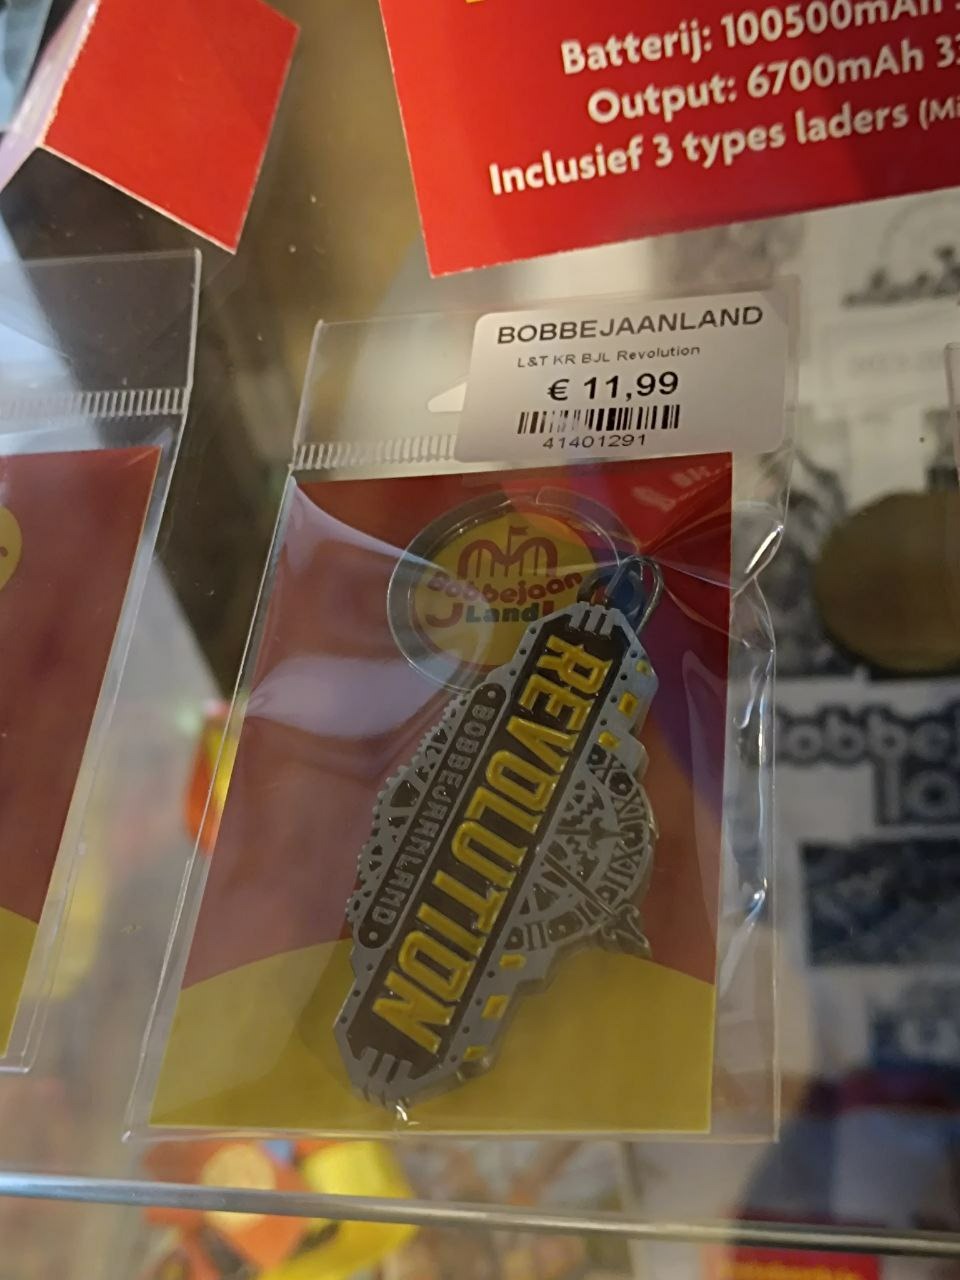 Batterij: 100500mAh
Output: 6700mAh
Inclusief 3 types laders
BOBBEJAANLAND
L&T KR BJL Revolution
€ 11,99
41401291
Bobbejaan
Land
REVOLUTION
BOBBEJAANLAND